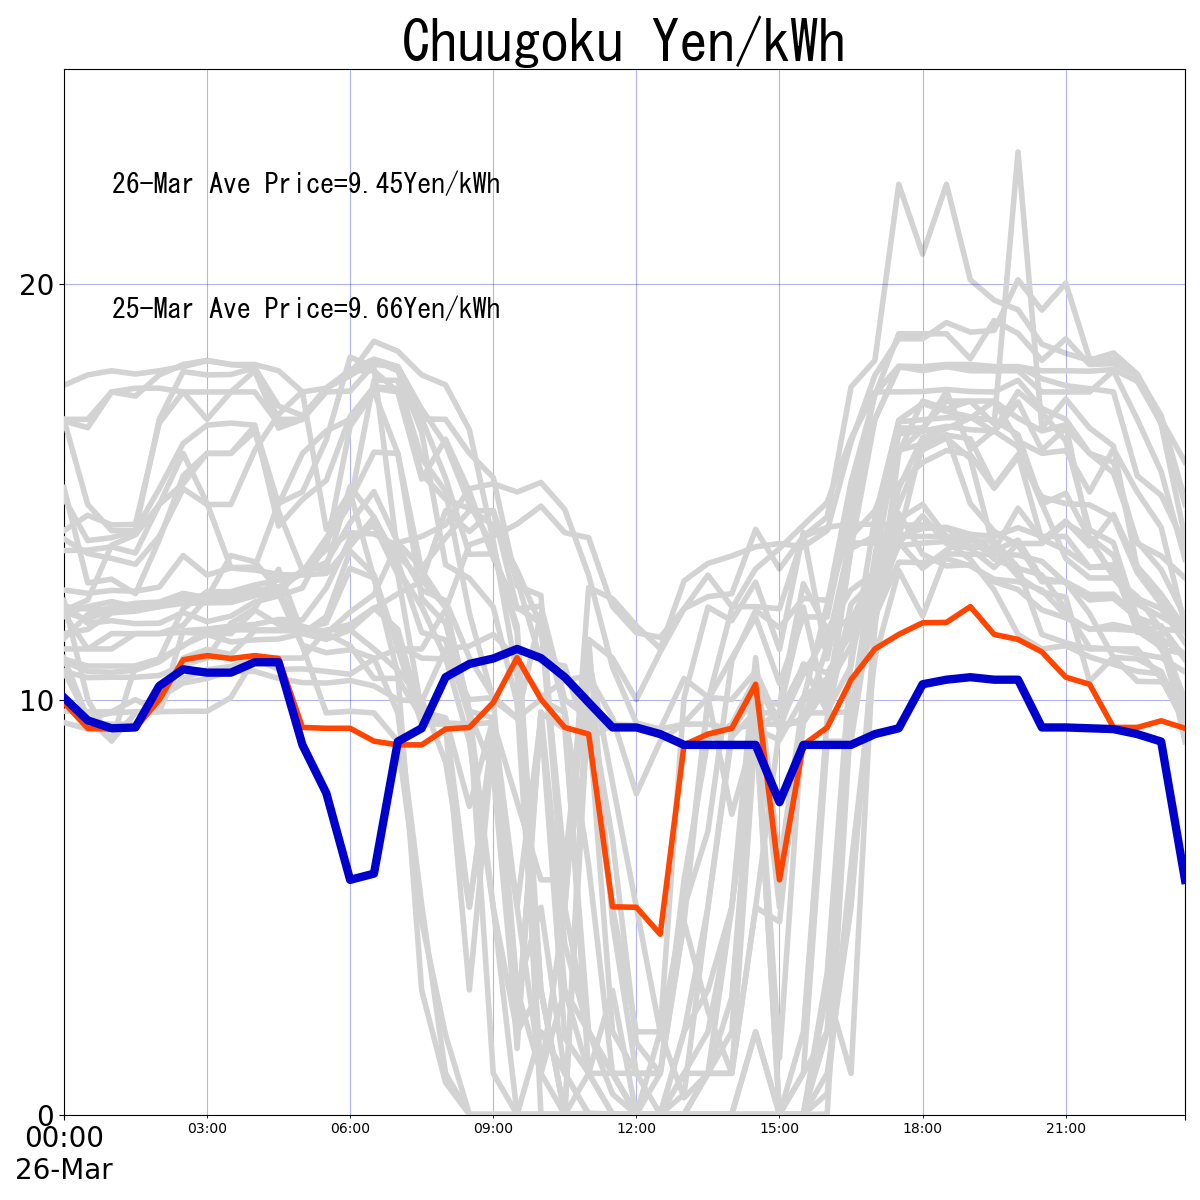 Chuugoku Yen/kWh
26-Mar Ave Price=9.45Yen/kWh
20
25-Mar Ave Price=9.66Yen/kWh
10
0
00:00 03:00 06:00 09:00 12:00 15:00 18:00 21:00
26-Mar